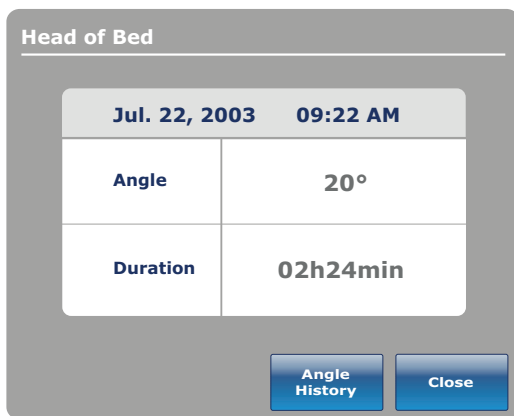 Head of Bed
Jul. 22, 2003 09:22 AM
Angle 20°
Duration 02h24min
Angle
History
Close